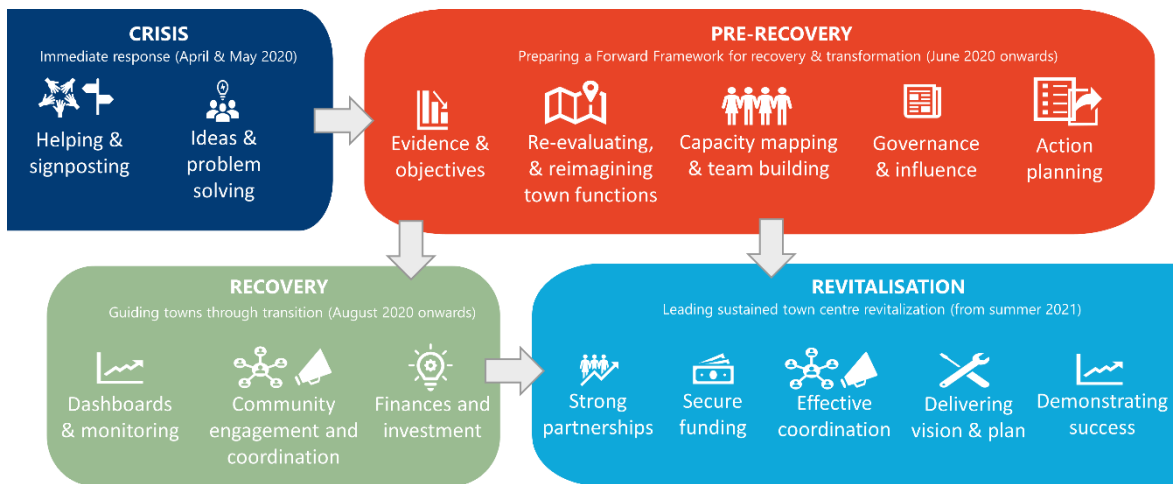 CRISIS
Immediate response (April & May 2020)
Helping &
signposting
Ideas &
problem
solving
PRE-RECOVERY
Preparing a Forward Framework for recovery & transformation (June 2020 onwards)
Evidence &
objectives
Re-evaluating,
& reimagining
town functions
Capacity mapping
& team building
Governance
& influence
Action
planning
RECOVERY
Guiding towns through transition (August 2020 onwards)
Dashboards
& monitoring
Community
engagement and
coordination
Finances and
investment
REVITALISATION
Leading sustained town centre revitalization (from summer 2021)
Strong
partnerships
Secure
funding
Effective
coordination
Delivering
vision & plan
Demonstrating
success